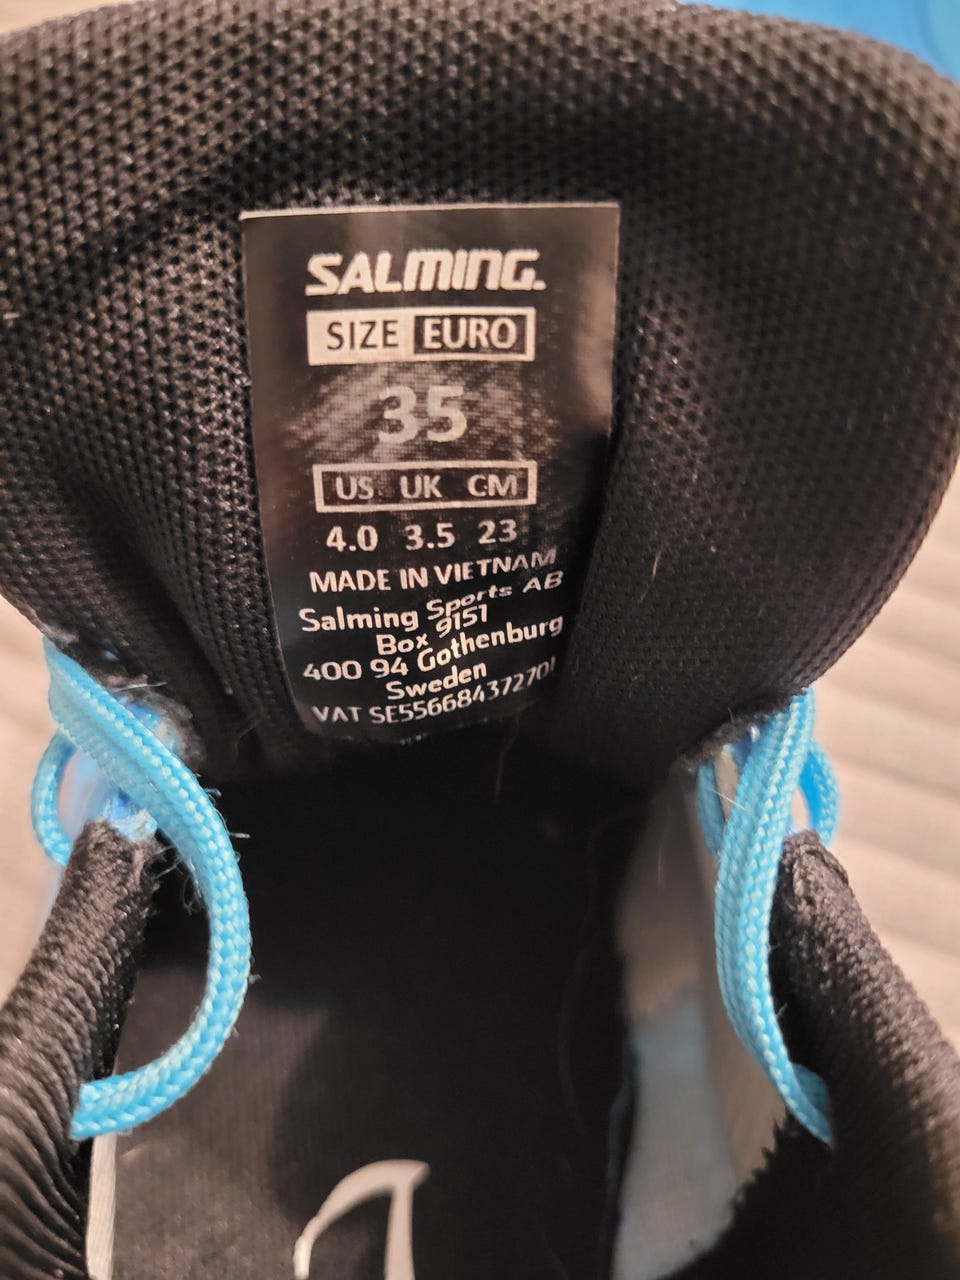 SALMING.
SIZE EURO
35
US UK CM
4.0 3.5 23
MADE IN VIETNAM
Salming Sports AB
Box 9151
400 94 Gothenburg
Sweden
VAT SE556684372701